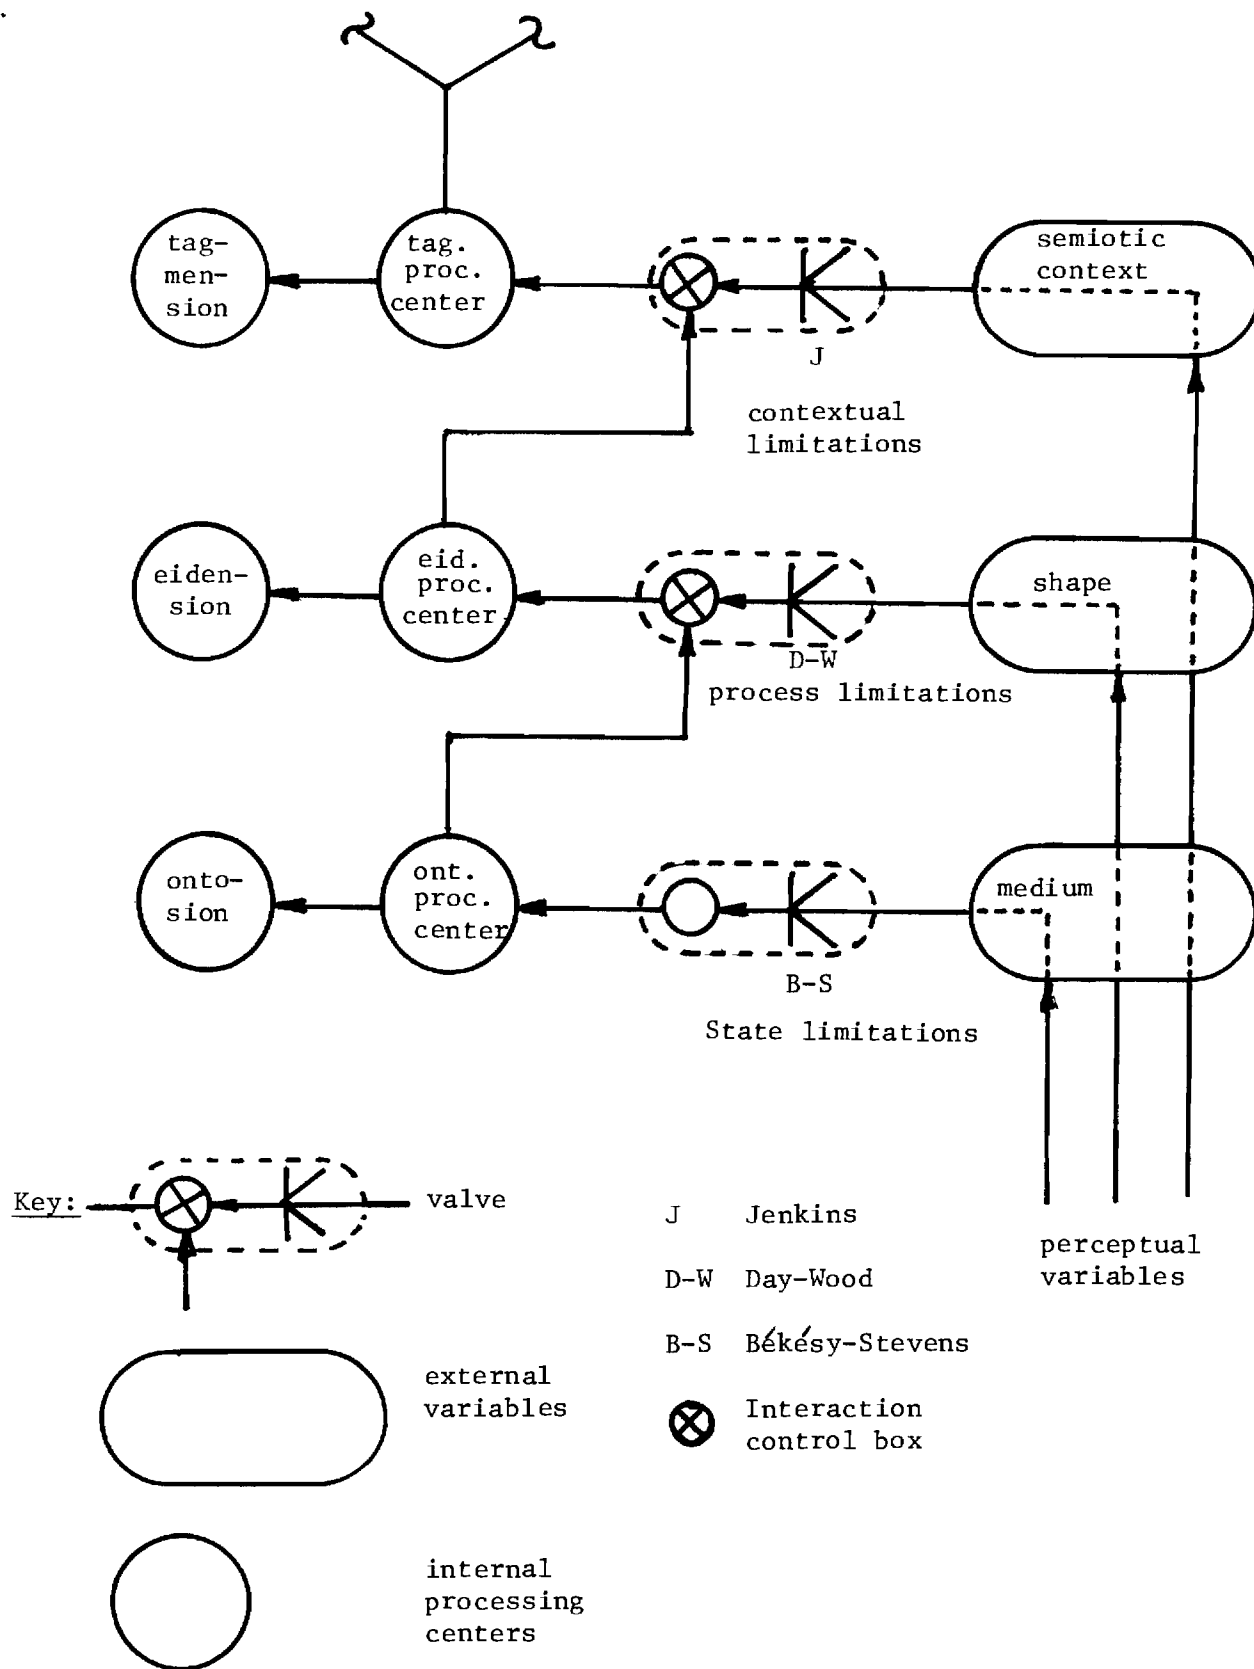 tag-
men-
sion
tag.
proc.
center
semiotic
context
J
contextual
limitations
eiden-
sion
eid.
proc.
center
shape
D-W
process limitations
onto-
sion
ont.
proc.
center
medium
B-S
State limitations
Key:
valve
J Jenkins
D-W Day-Wood
B-S Békésy-Stevens
Interaction
control box
perceptual
variables
external
variables
internal
processing
centers